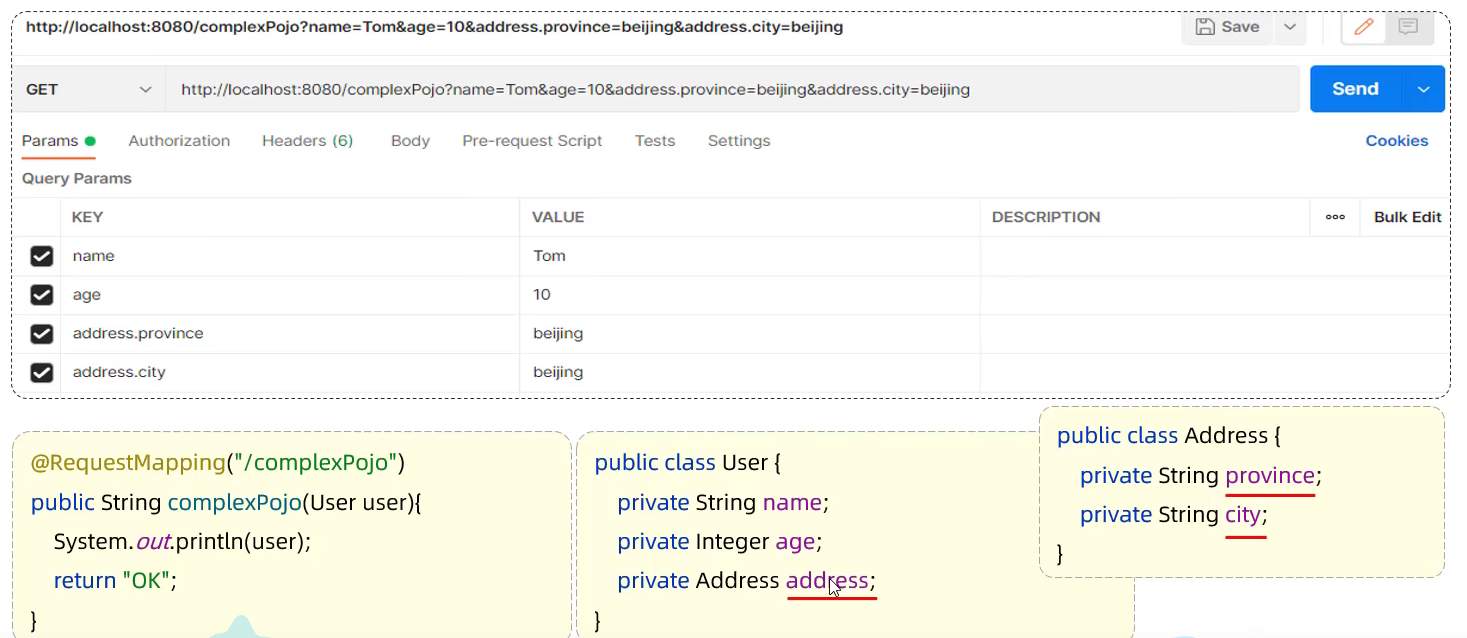 http://localhost:8080/complexPojo?name=Tom&age=10&address.province=beijing&address.city=beijing
Save
GET
http://localhost:8080/complexPojo?name=Tom&age=10&address.province=beijing&address.city=beijing
Send
Params
Authorization
Headers (6)
Body
Pre-request Script
Tests
Settings
Cookies
Query Params
KEY VALUE DESCRIPTION ooo Bulk Edit
name Tom
age 10
address.province beijing
address.city beijing
@RequestMapping("/complexPojo")
public String complexPojo(User user){
System.out.println(user);
return "OK";
}
public class User {
private String name;
private Integer age;
private Address address;
}
public class Address {
private String province;
private String city;
}